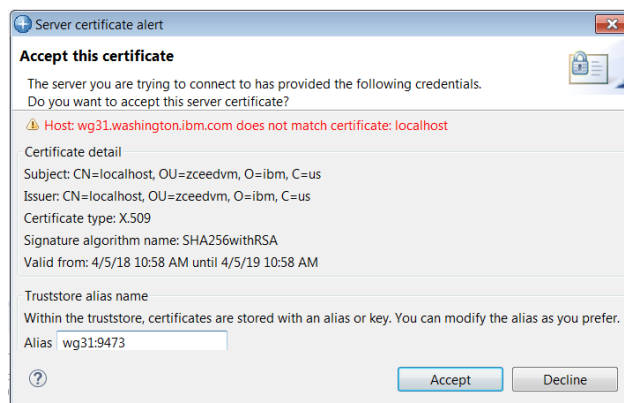 Server certificate alert
Accept this certificate
The server you are trying to connect to has provided the following credentials.
Do you want to accept this server certificate?
Host: wg31.washington.ibm.com does not match certificate: localhost
Certificate detail
Subject: CN=localhost, OU=zceedvm, O=ibm, C=us
Issuer: CN=localhost, OU=zceedvm, O=ibm, C=us
Certificate type: X.509
Signature algorithm name: SHA256withRSA
Valid from: 4/5/18 10:58 AM until 4/5/19 10:58 AM
Truststore alias name
Within the truststore, certificates are stored with an alias or key. You can modify the alias as you prefer.
Alias wg31:9473
Accept Decline